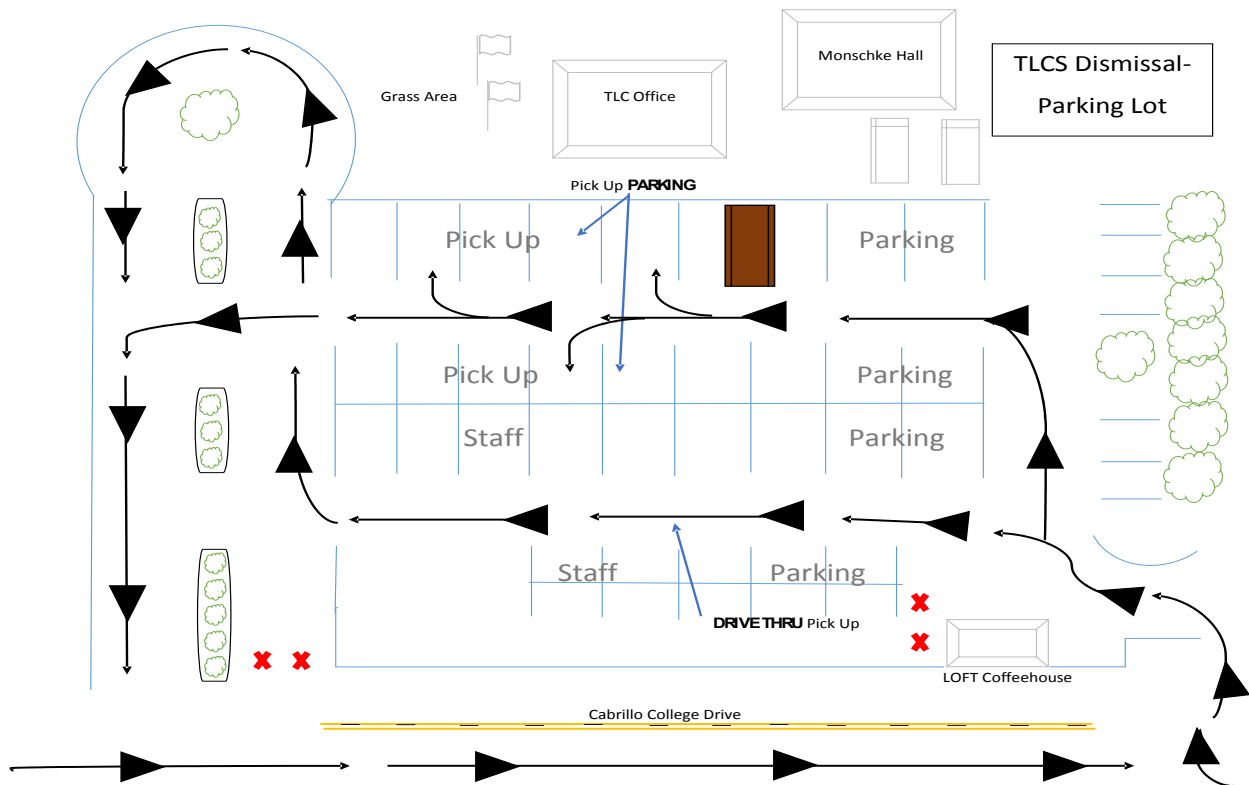 Monschke Hall
TLCS Dismissal-
Parking Lot
Grass Area
TLC Office
Pick Up PARKING
Pick Up
Parking
Pick Up
Parking
Staff
Parking
Staff
Parking
DRIVE THRU Pick Up
LOFT Coffeehouse
Cabrillo College Drive